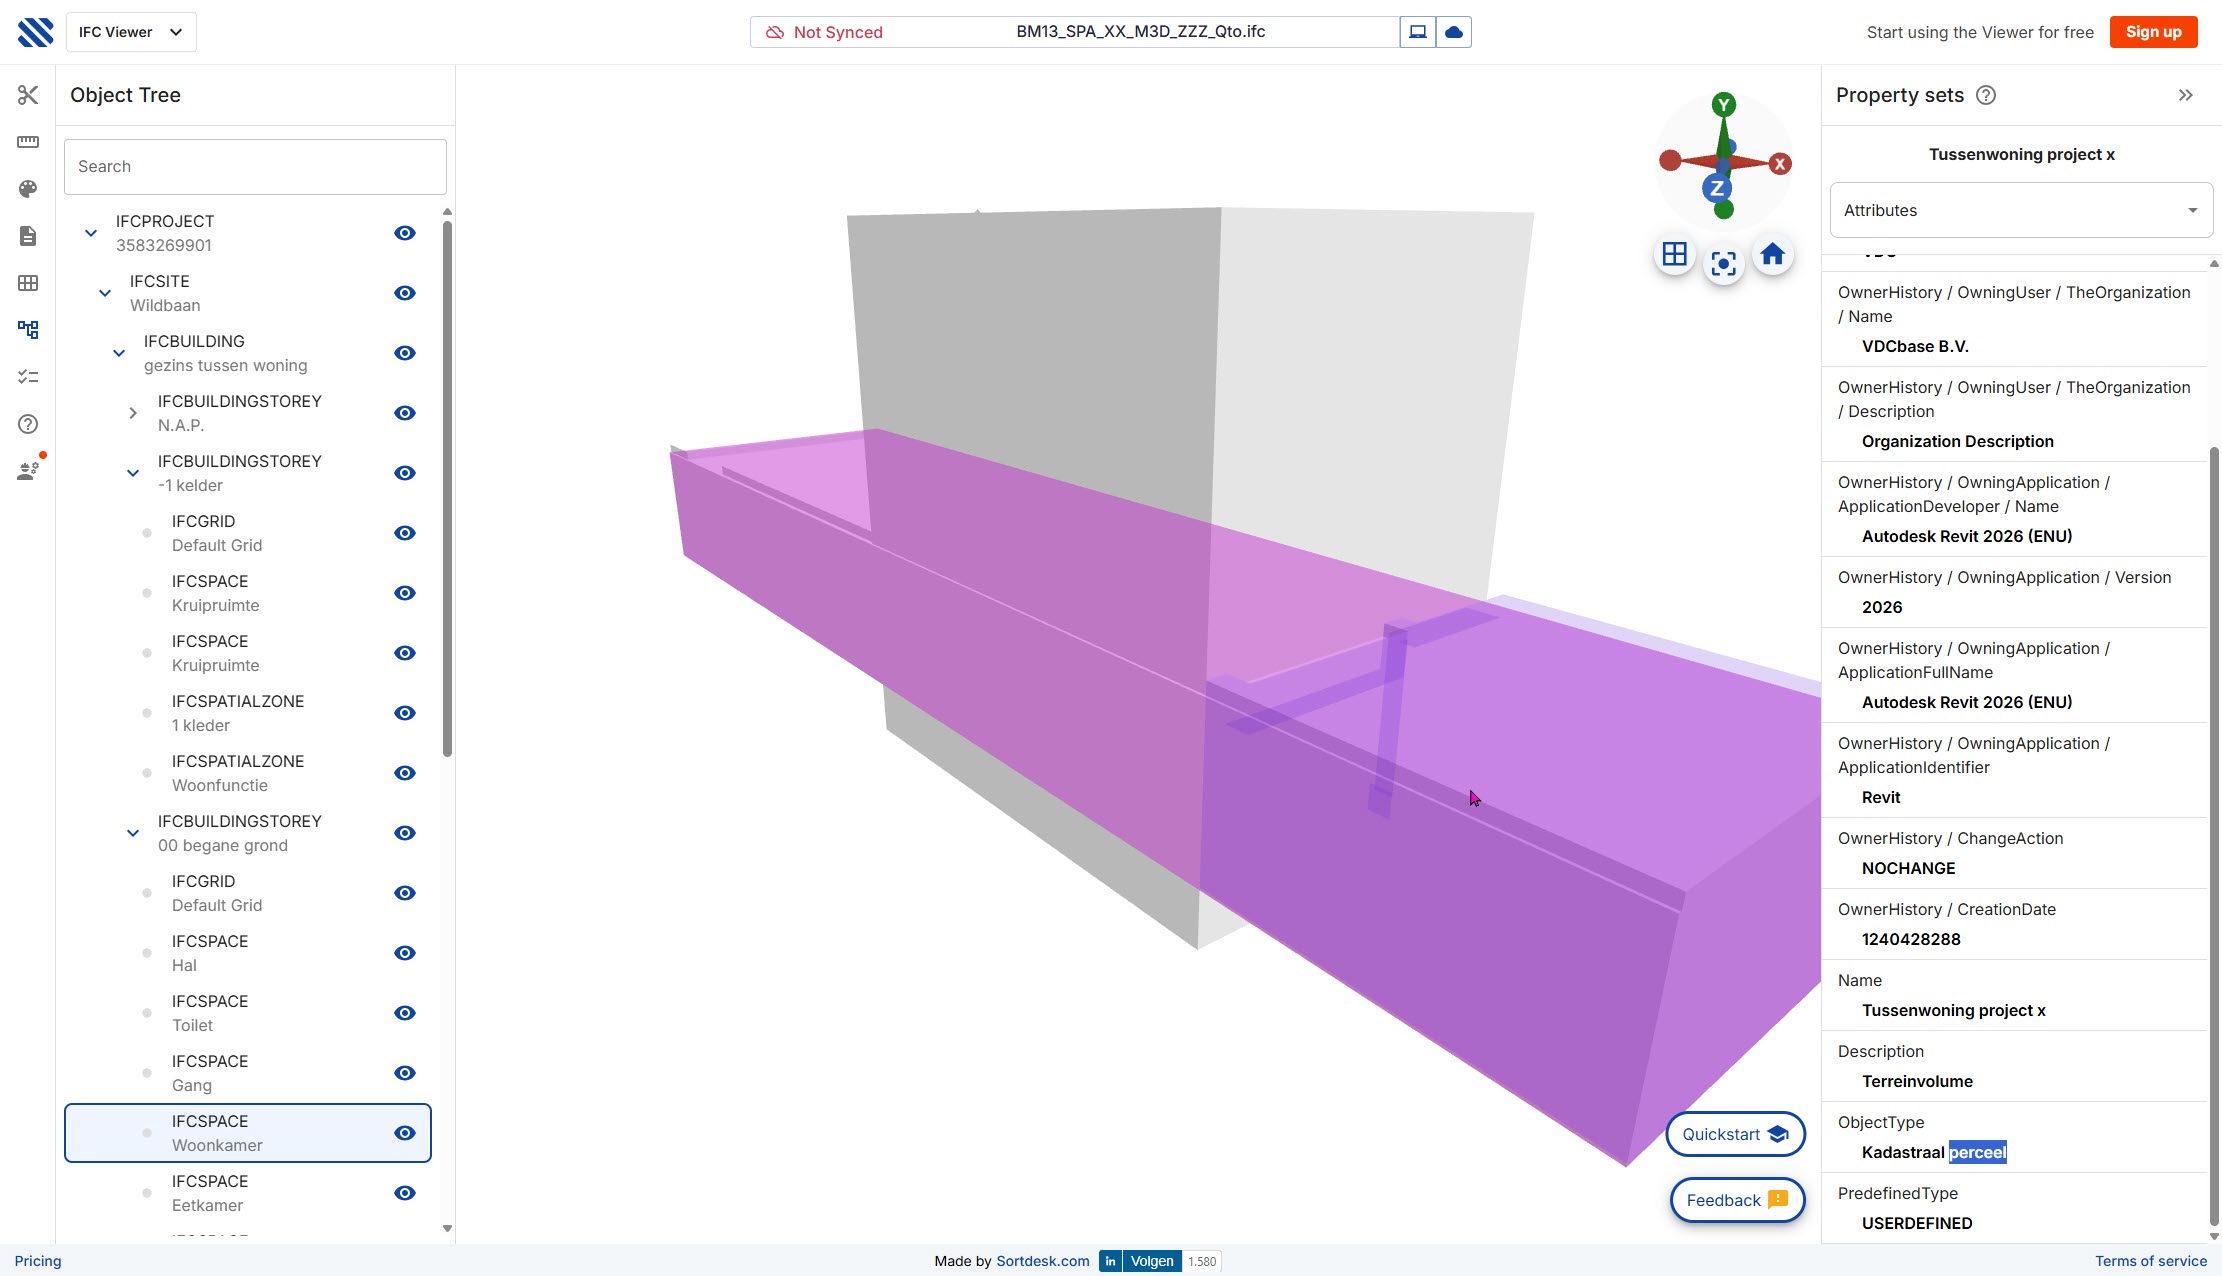 IFC Viewer
Not Synced
BM13_SPA_XX_M3D_ZZZ_Qto.ifc
Start using the Viewer for free
Sign up
Object Tree
Search
IFCPROJECT
3583269901
IFCSITE
Wildbaan
IFCBUILDING
gezins tussen woning
IFCBUILDINGSTOREY
N.A.P.
IFCBUILDINGSTOREY
-1 kelder
IFCGRID
Default Grid
IFCSPACE
Kruipruimte
IFCSPACE
Kruipruimte
IFCSPATIALZONE
1 kleder
IFCSPATIALZONE
Woonfunctie
IFCBUILDINGSTOREY
00 begane grond
IFCGRID
Default Grid
IFCSPACE
Hal
IFCSPACE
Toilet
IFCSPACE
Gang
IFCSPACE
Woonkamer
IFCSPACE
Eetkamer
Y
X
Z
Quickstart
Feedback
Property sets
Tussenwoning project x
Attributes
OwnerHistory / OwningUser / TheOrganization
/ Name
VDCbase B.V.
OwnerHistory / OwningUser / TheOrganization
/ Description
Organization Description
OwnerHistory / OwningApplication /
ApplicationDeveloper / Name
Autodesk Revit 2026 (ENU)
OwnerHistory / OwningApplication / Version
2026
OwnerHistory / OwningApplication /
ApplicationFullName
Autodesk Revit 2026 (ENU)
OwnerHistory / OwningApplication /
ApplicationIdentifier
Revit
OwnerHistory / ChangeAction
NOCHANGE
OwnerHistory / CreationDate
1240428288
Name
Tussenwoning project x
Description
Terreinvolume
ObjectType
Kadastraal perceel
PredefinedType
USERDEFINED
Pricing
Made by Sortdesk.com
in Volgen 1.580
Terms of service